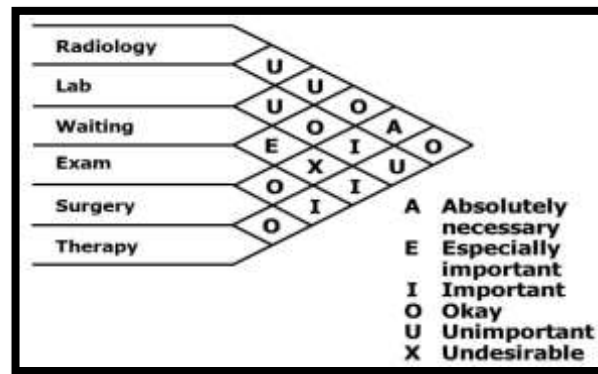 Radiology
U
Lab U
U O
Waiting O A
E I O
Exam X U
O I
Surgery I
O
Therapy
A Absolutely
necessary
E Especially
important
I Important
O Okay
U Unimportant
X Undesirable